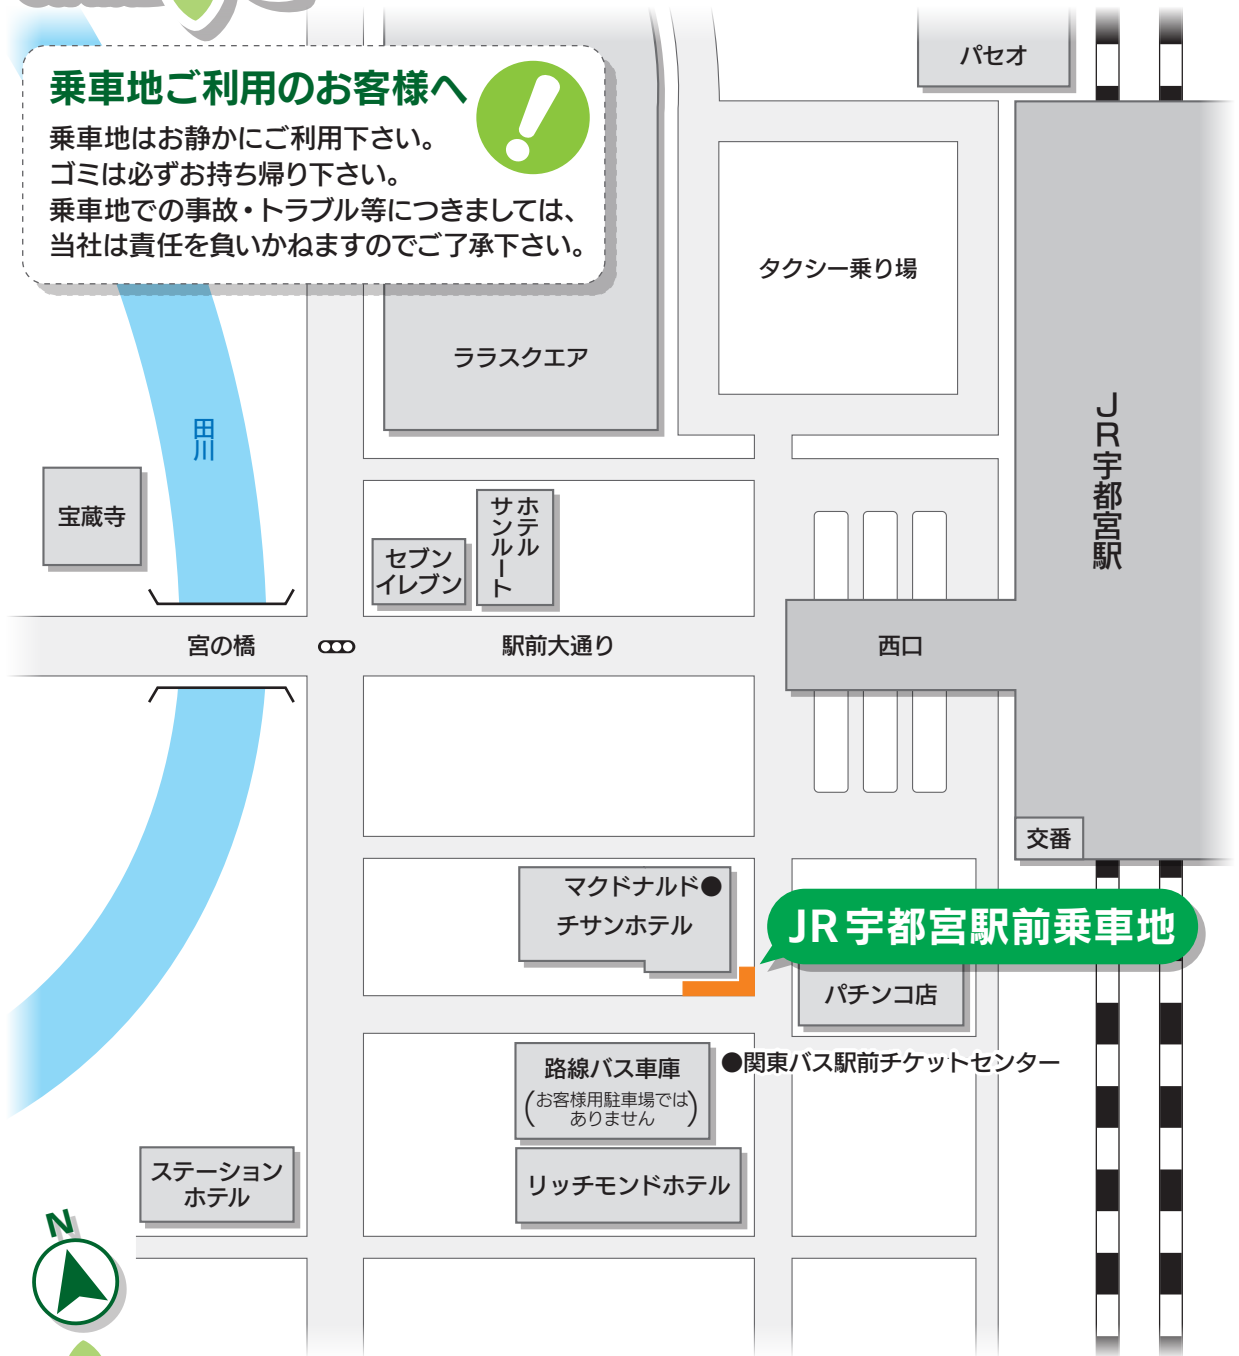 乗車地ご利用のお客様へ
乗車地はお静かにご利用下さい。
ゴミは必ずお持ち帰り下さい。
乗車地での事故・トラブル等につきましては、
当社は責任を負いかねますのでご了承下さい。
パセオ
タクシー乗り場
ララスクエア
JR宇都宮駅
田川
宝蔵寺
ホテル
サンルート
セブン
イレブン
宮の橋
駅前大通り
西口
交番
マクドナルド●
チサンホテル
JR宇都宮駅前乗車地
パチンコ店
路線バス車庫
(お客様用駐車場では
ありません)
●関東バス駅前チケットセンター
リッチモンドホテル
ステーション
ホテル
N